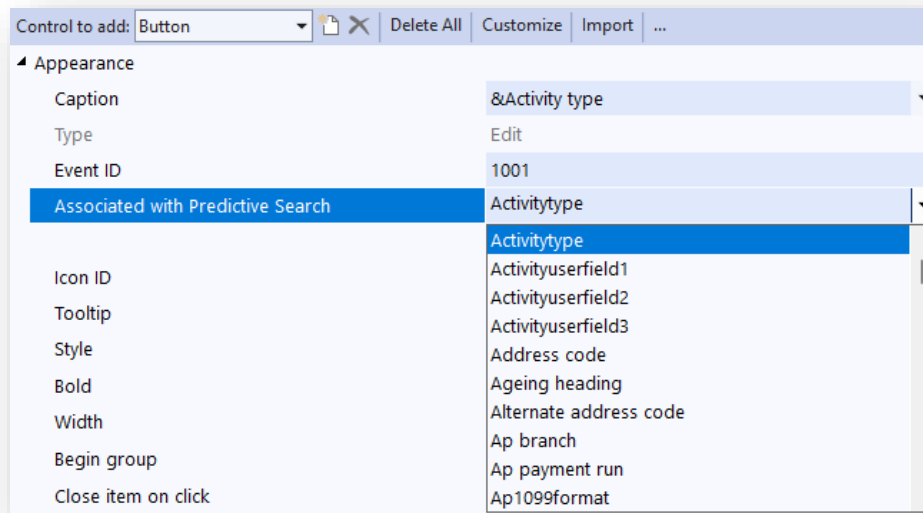 Control to add: Button Delete All Customize Import ...
Appearance
Caption &Activity type
Type Edit
Event ID 1001
Associated with Predictive Search Activitytype
Activitytype
Icon ID Activityuserfield1
Activityuserfield2
Tooltip Activityuserfield3
Style Address code
Bold Ageing heading
Width Alternate address code
Begin group Ap branch
Ap payment run
Close item on click Ap1099format